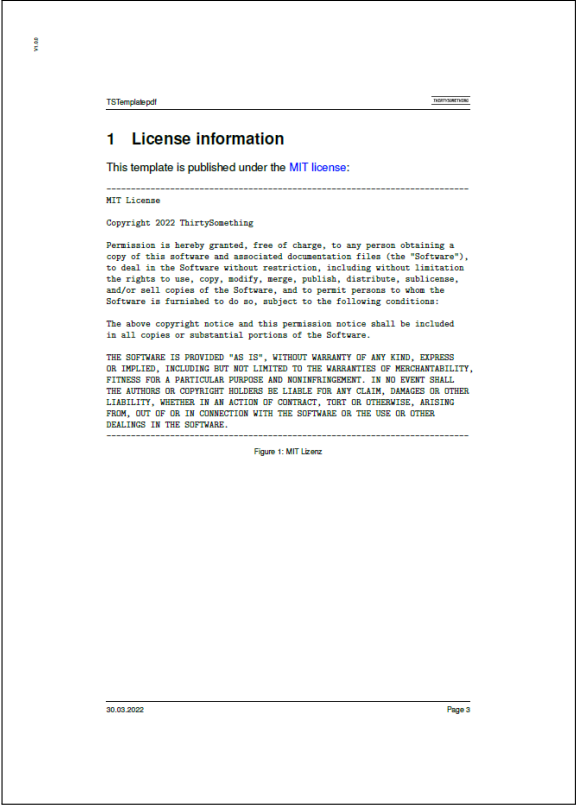 V1.0.0
TSTemplatepdf
THIRTYSOMETHING
1 License information
This template is published under the MIT license:
--------------------------------------------------------------------------
MIT License
Copyright 2022 ThirtySomething
Permission is hereby granted, free of charge, to any person obtaining a
copy of this software and associated documentation files (the "Software"),
to deal in the Software without restriction, including without limitation
the rights to use, copy, modify, merge, publish, distribute, sublicense,
and/or sell copies of the Software, and to permit persons to whom the
Software is furnished to do so, subject to the following conditions:
The above copyright notice and this permission notice shall be included
in all copies or substantial portions of the Software.
THE SOFTWARE IS PROVIDED "AS IS", WITHOUT WARRANTY OF ANY KIND, EXPRESS
OR IMPLIED, INCLUDING BUT NOT LIMITED TO THE WARRANTIES OF MERCHANTABILITY,
FITNESS FOR A PARTICULAR PURPOSE AND NONINFRINGEMENT. IN NO EVENT SHALL
THE AUTHORS OR COPYRIGHT HOLDERS BE LIABLE FOR ANY CLAIM, DAMAGES OR OTHER
LIABILITY, WHETHER IN AN ACTION OF CONTRACT, TORT OR OTHERWISE, ARISING
FROM, OUT OF OR IN CONNECTION WITH THE SOFTWARE OR THE USE OR OTHER
DEALINGS IN THE SOFTWARE.
--------------------------------------------------------------------------
Figure 1: MIT Lizenz
30.03.2022
Page 3